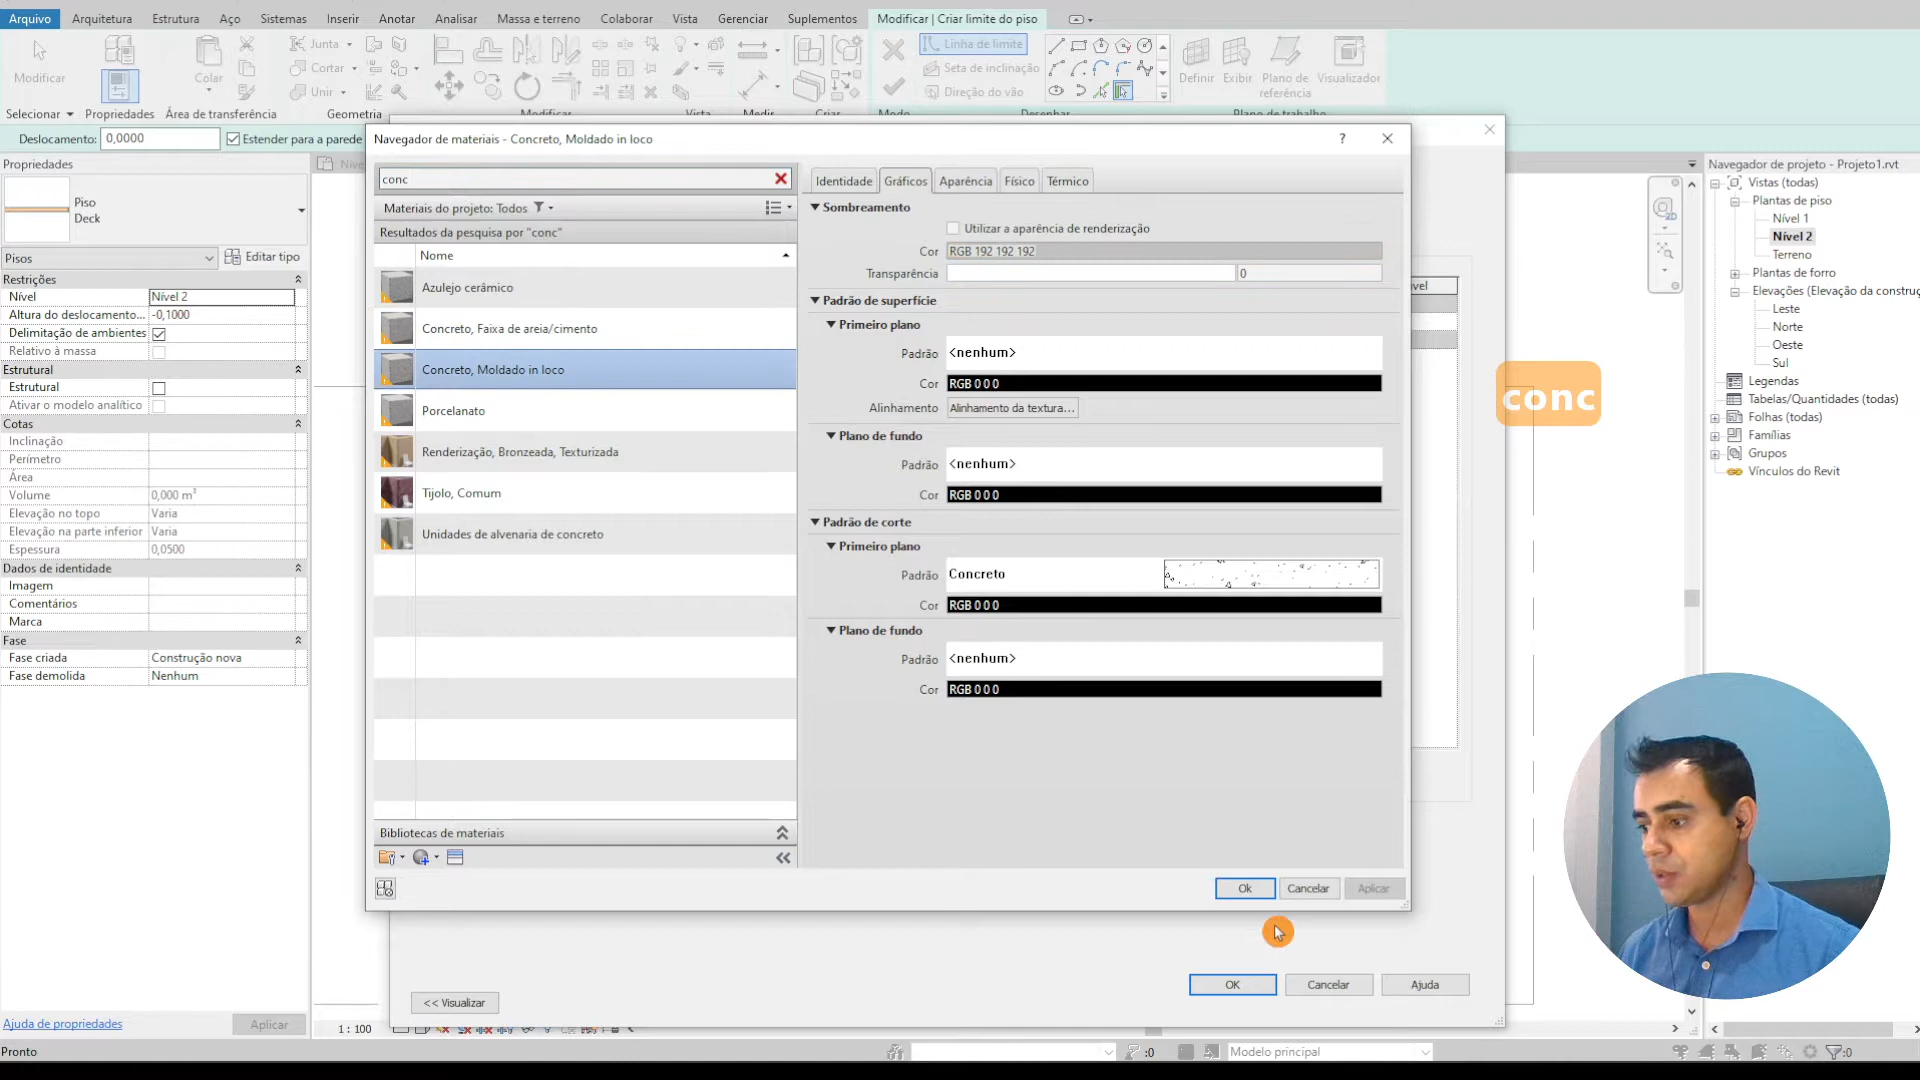 Arquivo Arquitetura Estrutura Aço Sistemas Inserir Anotar Analisar Massa e terreno Colaborar Vista Gerenciar Suplementos Modificar | Criar limite do piso
Modificar Colar Junta Cortar Unir Linha de limite Seta de inclinação Direção do vão Definir Exibir Plano de referência Visualizador
Selecionar Propriedades Área de transferência Geometria Modificar Vista Medir Criar Modo Desenhar Plano de trabalho
Deslocamento: 0,0000 Estender para a parede
Propriedades
Piso
Deck
Pisos Editar tipo
Restrições
Nível Nível 2
Altura do deslocamento... -0,1000
Delimitação de ambientes
Relativo à massa
Estrutural
Estrutural
Ativar o modelo analítico
Cotas
Inclinação
Perímetro
Área
Volume 0,000 m³
Elevação no topo Varia
Elevação na parte inferior Varia
Espessura 0,0500
Dados de identidade
Imagem
Comentários
Marca
Fase
Fase criada Construção nova
Fase demolida Nenhum
Ajuda de propriedades Aplicar
Pronto
Navegador de materiais - Concreto, Moldado in loco
?
conc
Materiais do projeto: Todos
Resultados da pesquisa por "conc"
Nome
Azulejo cerâmico
Concreto, Faixa de areia/cimento
Concreto, Moldado in loco
Porcelanato
Renderização, Bronzeada, Texturizada
Tijolo, Comum
Unidades de alvenaria de concreto
Bibliotecas de materiais
Identidade Gráficos Aparência Físico Térmico
Sombreamento
Utilizar a aparência de renderização
Cor RGB 192 192 192
Transparência 0
Padrão de superfície
Primeiro plano
Padrão <nenhum>
Cor RGB 0 0 0
Alinhamento Alinhamento da textura...
Plano de fundo
Padrão <nenhum>
Cor RGB 0 0 0
Padrão de corte
Primeiro plano
Padrão Concreto
Cor RGB 0 0 0
Plano de fundo
Padrão <nenhum>
Cor RGB 0 0 0
Ok Cancelar Aplicar
OK Cancelar Ajuda
<< Visualizar
1 : 100
:0 Modelo principal :0
conc
Navegador de projeto - Projeto1.rvt
Vistas (todas)
Plantas de piso
Nível 1
Nível 2
Terreno
Plantas de forro
Elevações (Elevação da construç
Leste
Norte
Oeste
Sul
Legendas
Tabelas/Quantidades (todas)
Folhas (todas)
Famílias
Grupos
Vínculos do Revit